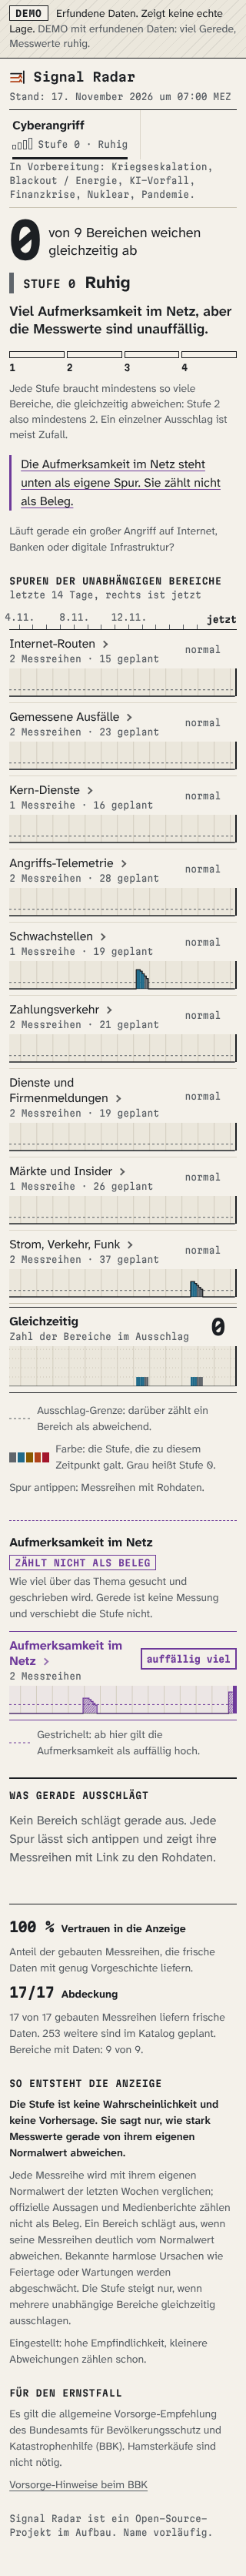 DEMO Erfundene Daten. Zeigt keine echte
Lage. DEMO mit erfundenen Daten: viel Gerede,
Messwerte ruhig.
Signal Radar
Stand: 17. November 2026 um 07:00 MEZ
Cyberangriff
Stufe 0 · Ruhig
In Vorbereitung: Kriegseskalation,
Blackout / Energie, KI-Vorfall,
Finanzkrise, Nuklear, Pandemie.
0 von 9 Bereichen weichen
gleichzeitig ab
STUFE 0 Ruhig
Viel Aufmerksamkeit im Netz, aber
die Messwerte sind unauffällig.
1 2 3 4
Jede Stufe braucht mindestens so viele
Bereiche, die gleichzeitig abweichen: Stufe 2
also mindestens 2. Ein einzelner Ausschlag ist
meist Zufall.
Die Aufmerksamkeit im Netz steht
unten als eigene Spur. Sie zählt nicht
als Beleg.
Läuft gerade ein großer Angriff auf Internet,
Banken oder digitale Infrastruktur?
SPUREN DER UNABHÄNGIGEN BEREICHE
letzte 14 Tage, rechts ist jetzt
4.11. 8.11. 12.11. jetzt
Internet-Routen › normal
2 Messreihen · 15 geplant
Gemessene Ausfälle › normal
2 Messreihen · 23 geplant
Kern-Dienste › normal
1 Messreihe · 16 geplant
Angriffs-Telemetrie › normal
2 Messreihen · 28 geplant
Schwachstellen › normal
1 Messreihe · 19 geplant
Zahlungsverkehr › normal
2 Messreihen · 21 geplant
Dienste und
Firmenmeldungen › normal
2 Messreihen · 19 geplant
Märkte und Insider › normal
1 Messreihe · 26 geplant
Strom, Verkehr, Funk › normal
2 Messreihen · 37 geplant
Gleichzeitig 0
Zahl der Bereiche im Ausschlag
Ausschlag-Grenze: darüber zählt ein
Bereich als abweichend.
Farbe: die Stufe, die zu diesem
Zeitpunkt galt. Grau heißt Stufe 0.
Spur antippen: Messreihen mit Rohdaten.
Aufmerksamkeit im Netz
ZÄHLT NICHT ALS BELEG
Wie viel über das Thema gesucht und
geschrieben wird. Gerede ist keine Messung
und verschiebt die Stufe nicht.
Aufmerksamkeit im
Netz › auffällig viel
2 Messreihen
Gestrichelt: ab hier gilt die
Aufmerksamkeit als auffällig hoch.
WAS GERADE AUSSCHLÄGT
Kein Bereich schlägt gerade aus. Jede
Spur lässt sich antippen und zeigt ihre
Messreihen mit Link zu den Rohdaten.
100 % Vertrauen in die Anzeige
Anteil der gebauten Messreihen, die frische
Daten mit genug Vorgeschichte liefern.
17/17 Abdeckung
17 von 17 gebauten Messreihen liefern frische
Daten. 253 weitere sind im Katalog geplant.
Bereiche mit Daten: 9 von 9.
SO ENTSTEHT DIE ANZEIGE
Die Stufe ist keine Wahrscheinlichkeit und
keine Vorhersage. Sie sagt nur, wie stark
Messwerte gerade von ihrem eigenen
Normalwert abweichen.
Jede Messreihe wird mit ihrem eigenen
Normalwert der letzten Wochen verglichen;
offizielle Aussagen und Medienberichte zählen
nicht als Beleg. Ein Bereich schlägt aus, wenn
seine Messreihen deutlich vom Normalwert
abweichen. Bekannte harmlose Ursachen wie
Feiertage oder Wartungen werden
abgeschwächt. Die Stufe steigt nur, wenn
mehrere unabhängige Bereiche gleichzeitig
ausschlagen.
Eingestellt: hohe Empfindlichkeit, kleinere
Abweichungen zählen schon.
FÜR DEN ERNSTFALL
Es gilt die allgemeine Vorsorge-Empfehlung
des Bundesamts für Bevölkerungsschutz und
Katastrophenhilfe (BBK). Hamsterkäufe sind
nicht nötig.
Vorsorge-Hinweise beim BBK
Signal Radar ist ein Open-Source-
Projekt im Aufbau. Name vorläufig.